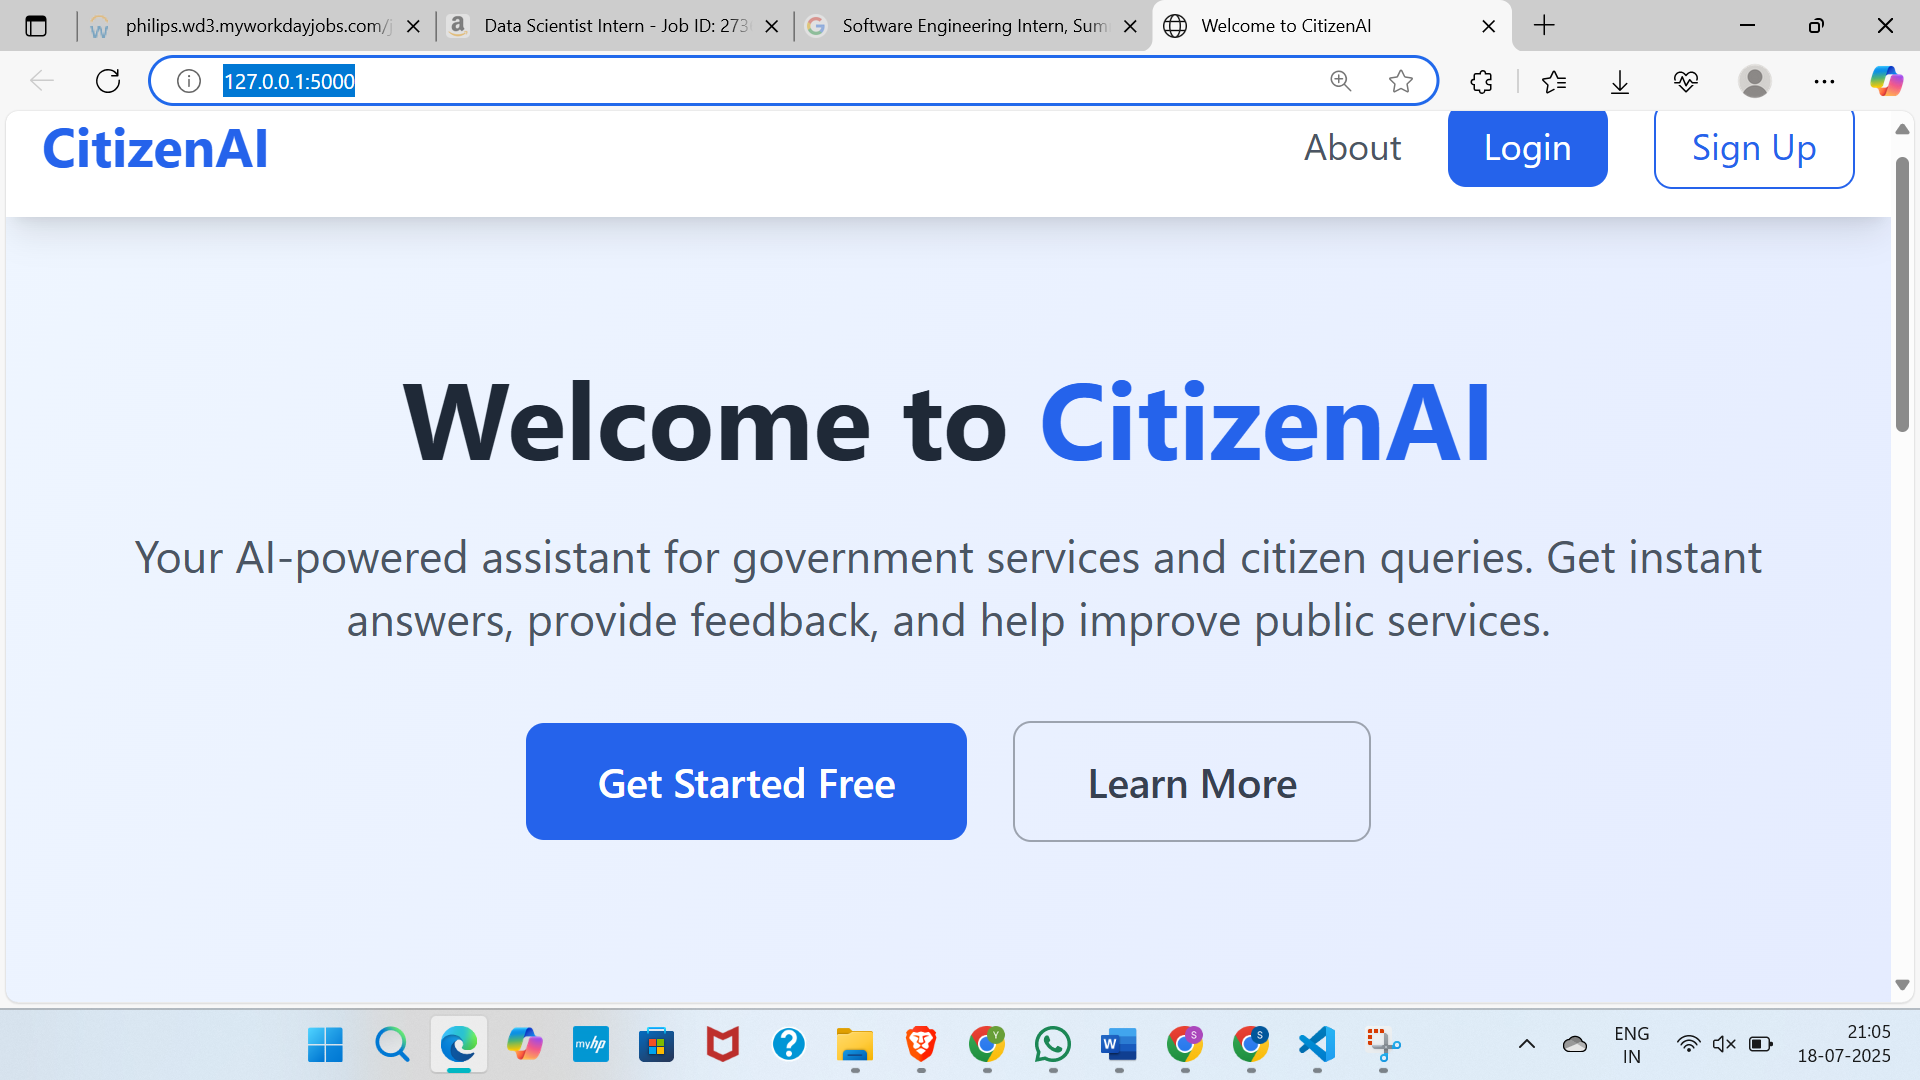 philips.wd3.myworkdayjobs.com/j
Data Scientist Intern - Job ID: 273
Software Engineering Intern, Sum
Welcome to CitizenAI
127.0.0.1:5000
CitizenAI
About
Login
Sign Up
Welcome to CitizenAI
Your AI-powered assistant for government services and citizen queries. Get instant
answers, provide feedback, and help improve public services.
Get Started Free
Learn More
myhp
Y
W
S
S
ENG
IN
21:05
18-07-2025